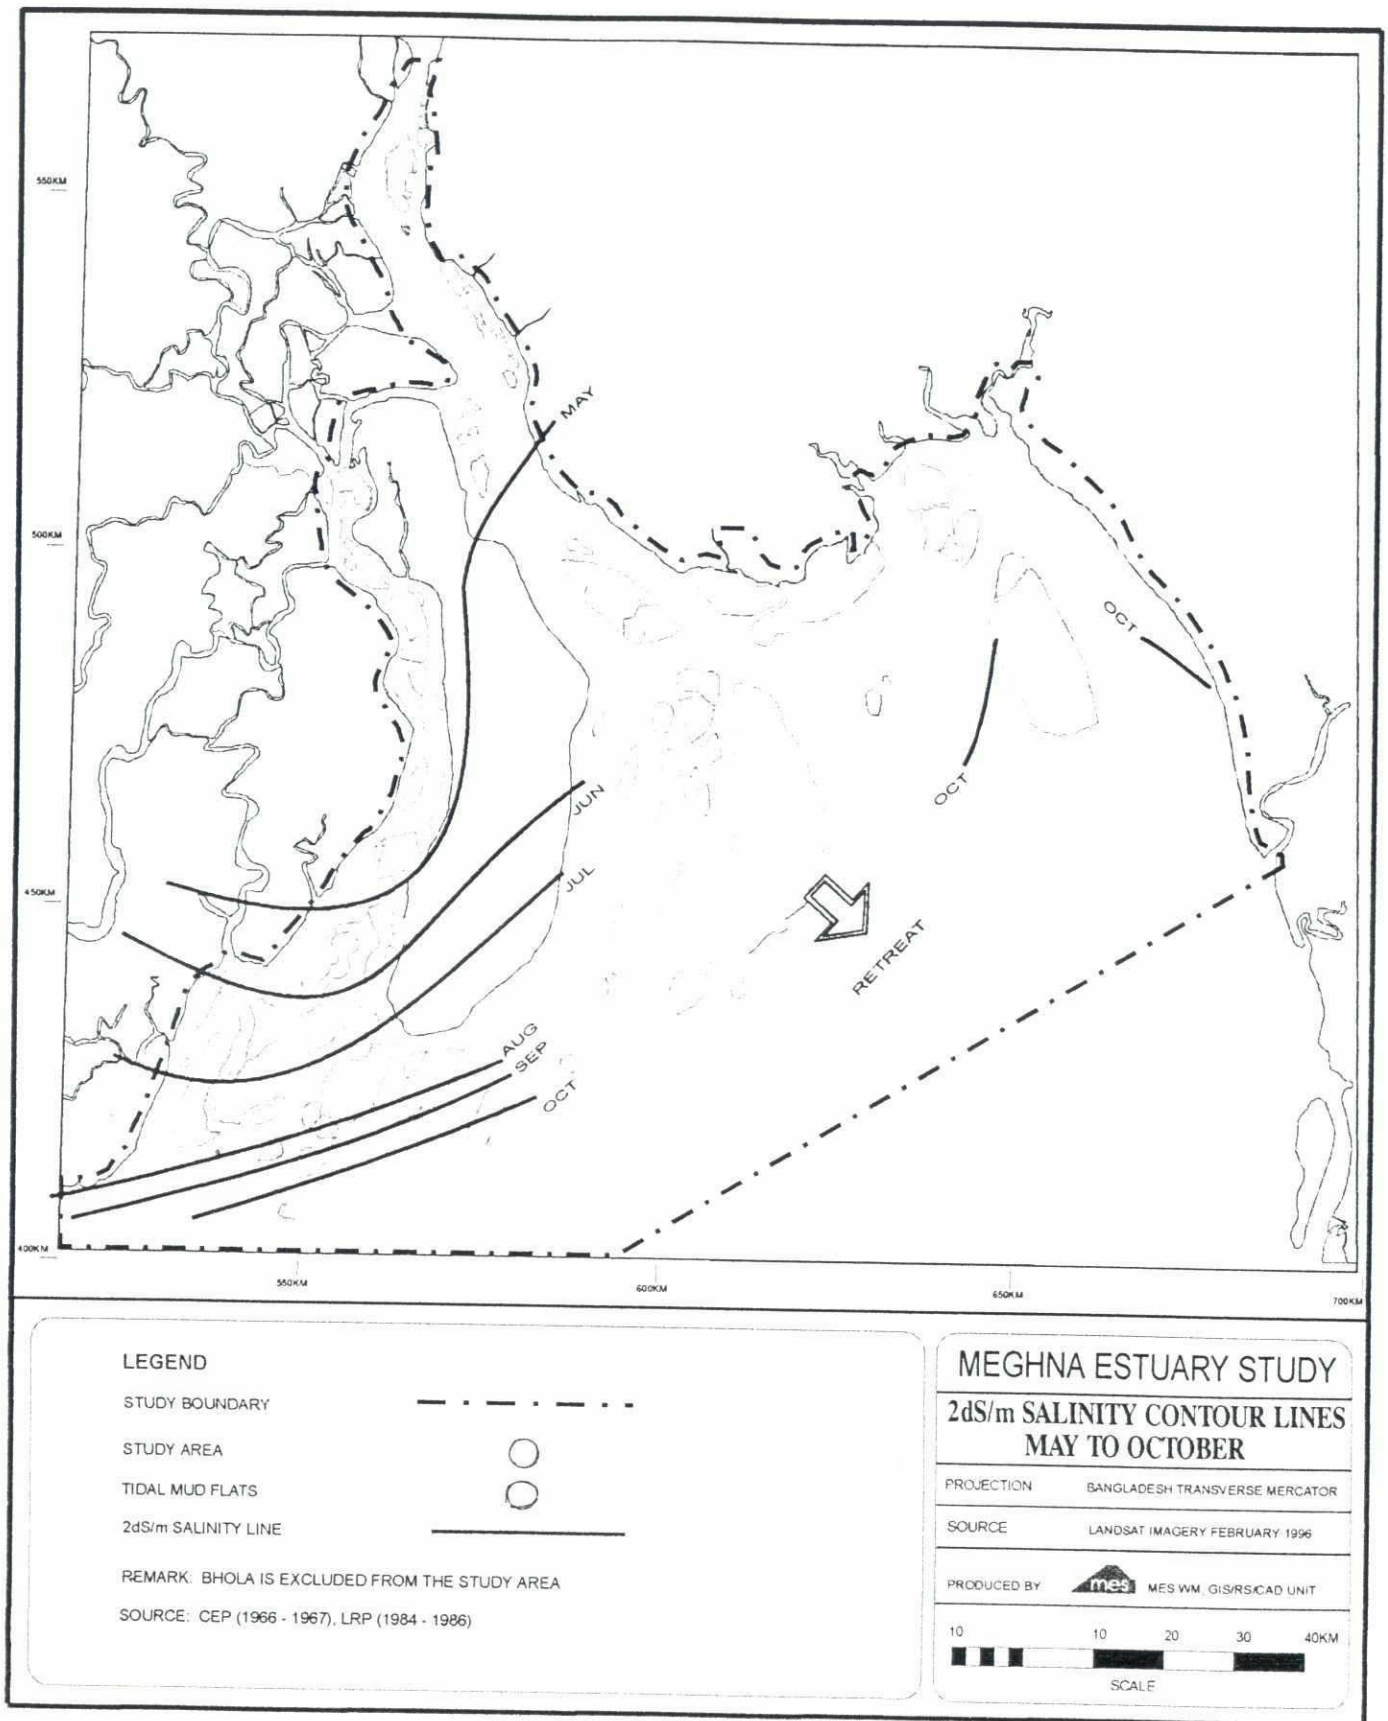 550KM
500KM
450KM
400KM
550KM
600KM
650KM
700KM
MAY
JUN
JUL
AUG
SEP
OCT
OCT
OCT
RETREAT
LEGEND
STUDY BOUNDARY
STUDY AREA
TIDAL MUD FLATS
2dS/m SALINITY LINE
REMARK: BHOLA IS EXCLUDED FROM THE STUDY AREA
SOURCE: CEP (1966 - 1967), LRP (1984 - 1986)
MEGHNA ESTUARY STUDY
2dS/m SALINITY CONTOUR LINES
MAY TO OCTOBER
PROJECTION BANGLADESH TRANSVERSE MERCATOR
SOURCE LANDSAT IMAGERY FEBRUARY 1996
PRODUCED BY mes MES WM GIS/RS/CAD UNIT
10 10 20 30 40KM
SCALE